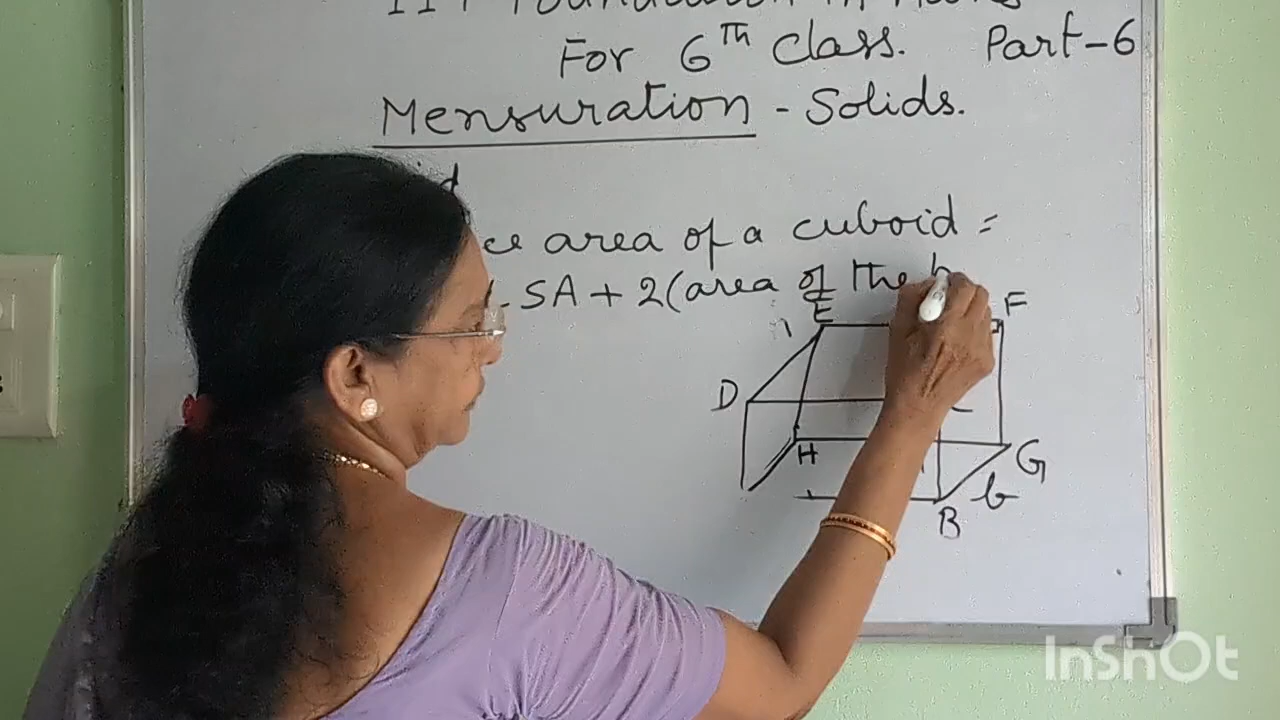 For 6th Class. Part-6
Mensuration - Solids.
area of a cuboid =
SA + 2(area of the
E
F
D
H
G
b
B
InShOt